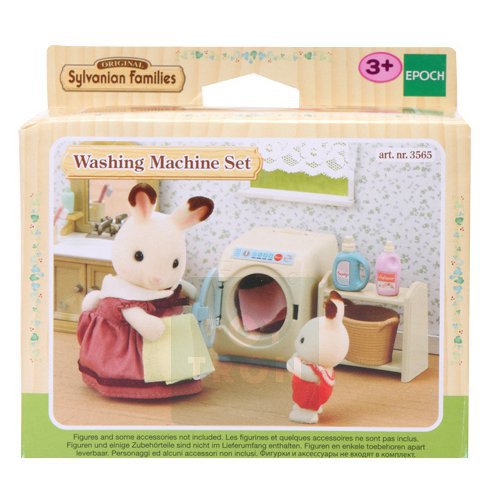 ORIGINAL
Sylvanian Families
3+
EPOCH
Washing Machine Set
art. nr. 3565
Figures and some accessories not included. Les figurines et quelques accessoires ne sont pas inclus.
Figuren und einige Zubehörteile sind nicht im Lieferumfang enthalten. Figuren en enkele toebehoren apart
leverbaar. Personaggi ed alcuni accessori non inclusi. Фигурки и аксессуары не входят в комплект.